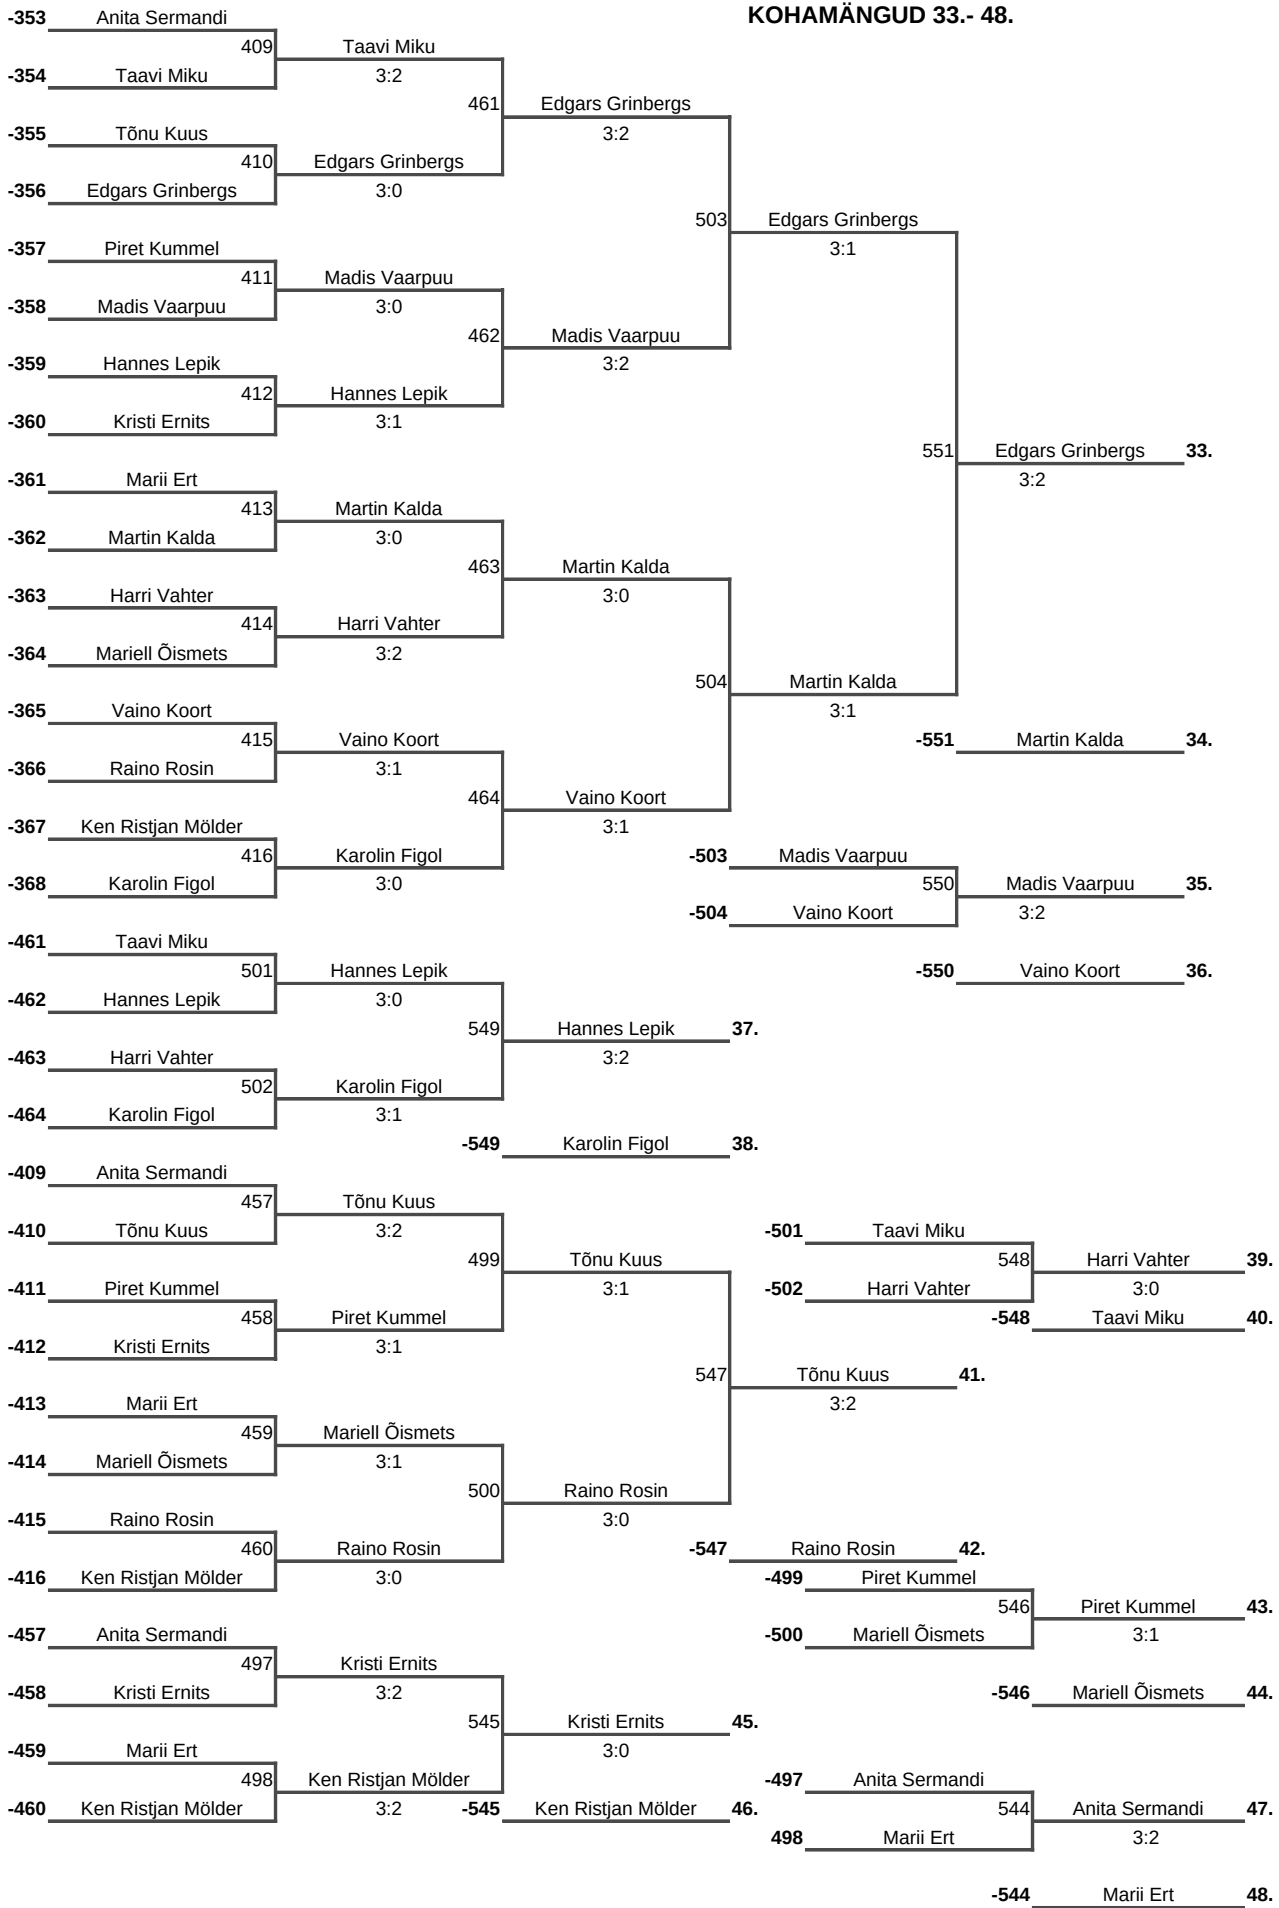 KOHAMÄNGUD 33.- 48.
-353 Anita Sermandi
409 Taavi Miku
-354 Taavi Miku 3:2
461 Edgars Grinbergs
-355 Tõnu Kuus 3:2
410 Edgars Grinbergs
-356 Edgars Grinbergs 3:0
503 Edgars Grinbergs
-357 Piret Kummel 3:1
411 Madis Vaarpuu
-358 Madis Vaarpuu 3:0
462 Madis Vaarpuu
-359 Hannes Lepik 3:2
412 Hannes Lepik
-360 Kristi Ernits 3:1
551 Edgars Grinbergs 33.
-361 Marii Ert 3:2
413 Martin Kalda
-362 Martin Kalda 3:0
463 Martin Kalda
-363 Harri Vahter 3:0
414 Harri Vahter
-364 Mariell Õismets 3:2
504 Martin Kalda
-365 Vaino Koort 3:1
415 Vaino Koort -551 Martin Kalda 34.
-366 Raino Rosin 3:1
464 Vaino Koort
-367 Ken Ristjan Mölder 3:1
416 Karolin Figol -503 Madis Vaarpuu
-368 Karolin Figol 3:0 550 Madis Vaarpuu 35.
-504 Vaino Koort 3:2
-461 Taavi Miku
501 Hannes Lepik -550 Vaino Koort 36.
-462 Hannes Lepik 3:0
549 Hannes Lepik 37.
-463 Harri Vahter 3:2
502 Karolin Figol
-464 Karolin Figol 3:1
-549 Karolin Figol 38.
-409 Anita Sermandi
457 Tõnu Kuus
-410 Tõnu Kuus 3:2 -501 Taavi Miku
499 Tõnu Kuus 548 Harri Vahter 39.
-411 Piret Kummel 3:1 -502 Harri Vahter 3:0
458 Piret Kummel -548 Taavi Miku 40.
-412 Kristi Ernits 3:1
547 Tõnu Kuus 41.
-413 Marii Ert 3:2
459 Mariell Õismets
-414 Mariell Õismets 3:1
500 Raino Rosin
-415 Raino Rosin 3:0
460 Raino Rosin -547 Raino Rosin 42.
-416 Ken Ristjan Mölder 3:0 -499 Piret Kummel
546 Piret Kummel 43.
-457 Anita Sermandi -500 Mariell Õismets 3:1
497 Kristi Ernits
-458 Kristi Ernits 3:2 -546 Mariell Õismets 44.
545 Kristi Ernits 45.
-459 Marii Ert 3:0
498 Ken Ristjan Mölder -497 Anita Sermandi
-460 Ken Ristjan Mölder 3:2 -545 Ken Ristjan Mölder 46. 544 Anita Sermandi 47.
498 Marii Ert 3:2
-544 Marii Ert 48.